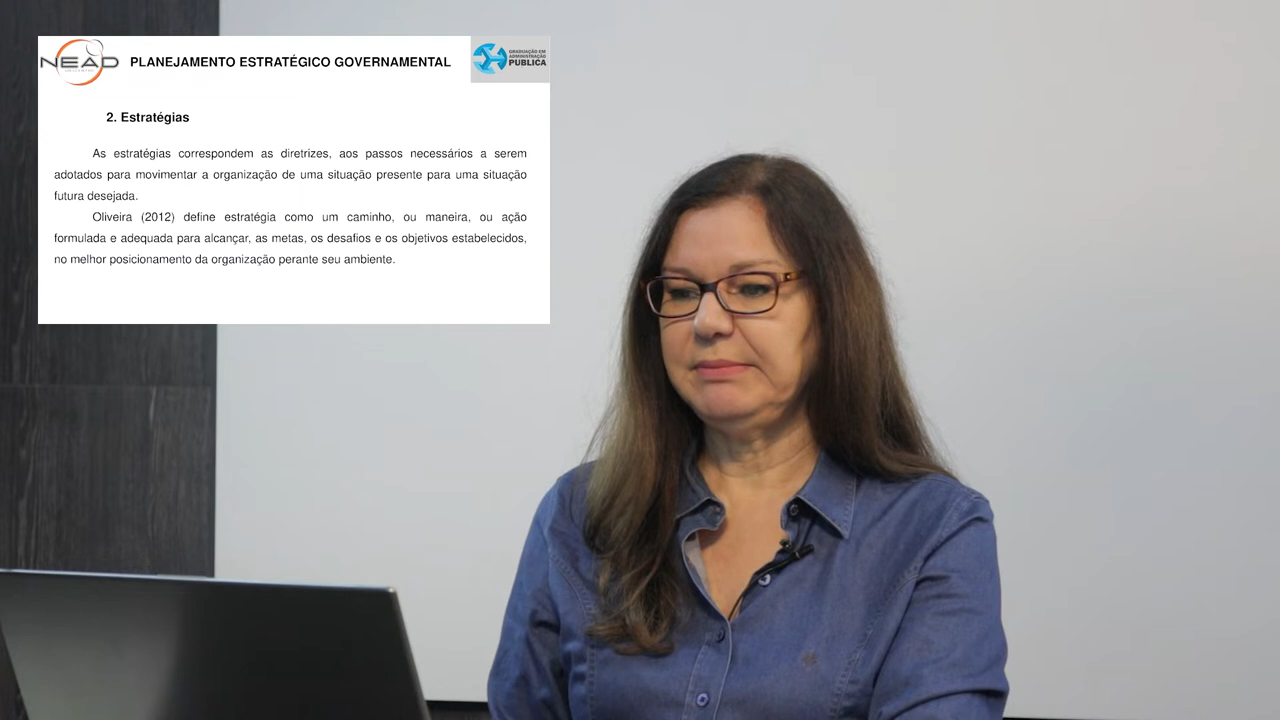 NEAD
PLANEJAMENTO ESTRATÉGICO GOVERNAMENTAL
GRADUAÇÃO EM
ADMINISTRAÇÃO
PÚBLICA
2. Estratégias
As estratégias correspondem as diretrizes, aos passos necessários a serem
adotados para movimentar a organização de uma situação presente para uma situação
futura desejada.
Oliveira (2012) define estratégia como um caminho, ou maneira, ou ação
formulada e adequada para alcançar, as metas, os desafios e os objetivos estabelecidos,
no melhor posicionamento da organização perante seu ambiente.